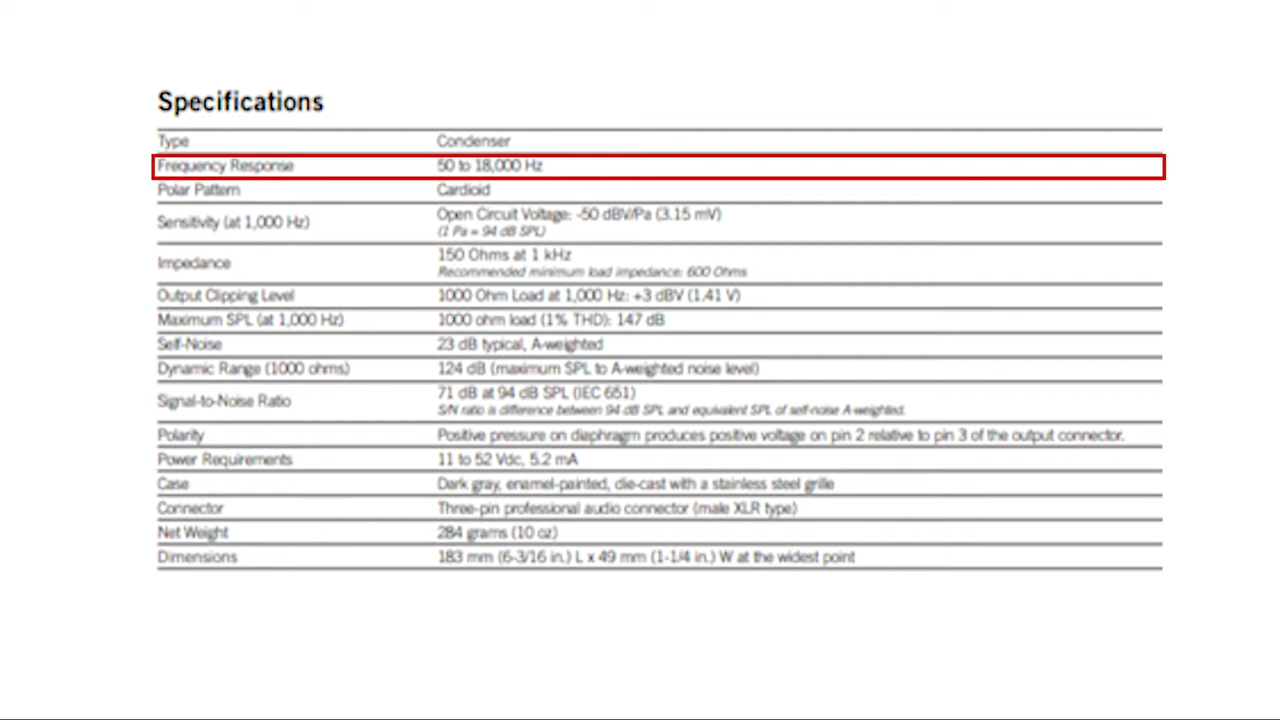 Specifications
Type Condenser
Frequency Response 50 to 18,000 Hz
Polar Pattern Cardioid
Sensitivity (at 1,000 Hz) Open Circuit Voltage: -50 dBV/Pa (3.15 mV)
(1 Pa = 94 dB SPL)
Impedance 150 Ohms at 1 kHz
Recommended minimum load impedance: 600 Ohms
Output Clipping Level 1000 Ohm Load at 1,000 Hz: +3 dBV (1.41 V)
Maximum SPL (at 1,000 Hz) 1000 ohm load (1% THD): 147 dB
Self-Noise 23 dB typical, A-weighted
Dynamic Range (1000 ohms) 124 dB (maximum SPL to A-weighted noise level)
Signal-to-Noise Ratio 71 dB at 94 dB SPL (IEC 651)
S/N ratio is difference between 94 dB SPL and equivalent SPL of self-noise A-weighted.
Polarity Positive pressure on diaphragm produces positive voltage on pin 2 relative to pin 3 of the output connector.
Power Requirements 11 to 52 Vdc, 5.2 mA
Case Dark gray, enamel-painted, die-cast with a stainless steel grille
Connector Three-pin professional audio connector (male XLR type)
Net Weight 284 grams (10 oz)
Dimensions 183 mm (6-3/16 in.) L x 49 mm (1-1/4 in.) W at the widest point